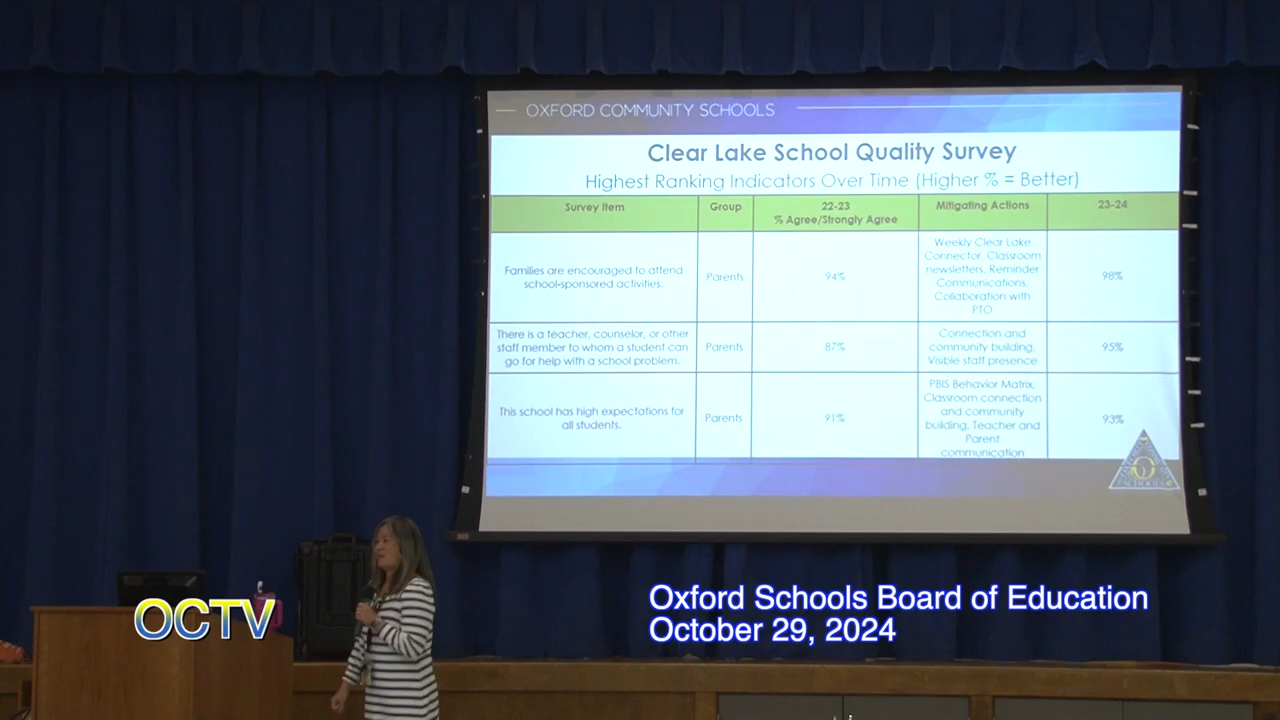 OXFORD COMMUNITY SCHOOLS
Clear Lake School Quality Survey
Highest Ranking Indicators Over Time (Higher % = Better)
Survey Item
Group
22-23
% Agree/Strongly Agree
Mitigating Actions
23-24
Families are encouraged to attend
school-sponsored activities.
Parents
94%
Weekly Clear Lake
Connector, Classroom
newsletters, Reminder
Communications,
Collaboration with
PTO
98%
There is a teacher, counselor, or other
staff member to whom a student can
go for help with a school problem.
Parents
87%
Connection and
community building,
Visible staff presence
95%
This school has high expectations for
all students.
Parents
91%
PBIS Behavior Matrix,
Classroom connection
and community
building, Teacher and
Parent
communication
93%
OCTV
Oxford Schools Board of Education
October 29, 2024